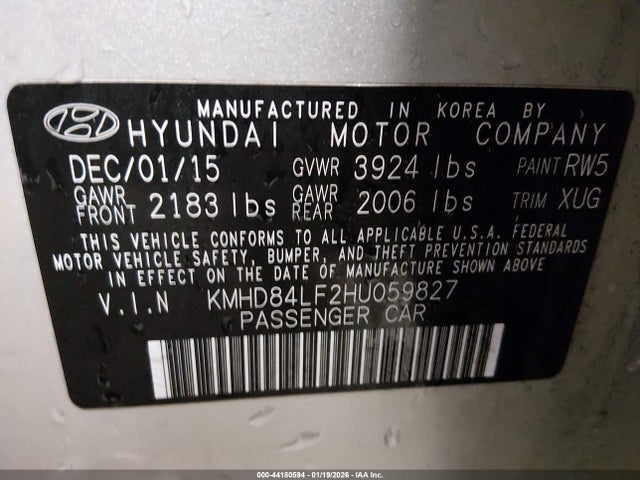 MANUFACTURED IN KOREA BY
HYUNDAI MOTOR COMPANY
DEC/01/15 GVWR 3924 lbs PAINT RW5
GAWR FRONT 2183 lbs GAWR REAR 2006 lbs TRIM XUG
THIS VEHICLE CONFORMS TO ALL APPLICABLE U.S.A. FEDERAL
MOTOR VEHICLE SAFETY, BUMPER, AND THEFT PREVENTION STANDARDS
IN EFFECT ON THE DATE OF MANUFACTURE SHOWN ABOVE
V.I.N KMHD84LF2HU059827
PASSENGER CAR
000-44180594 | 01/19/2026 | IAA Inc.